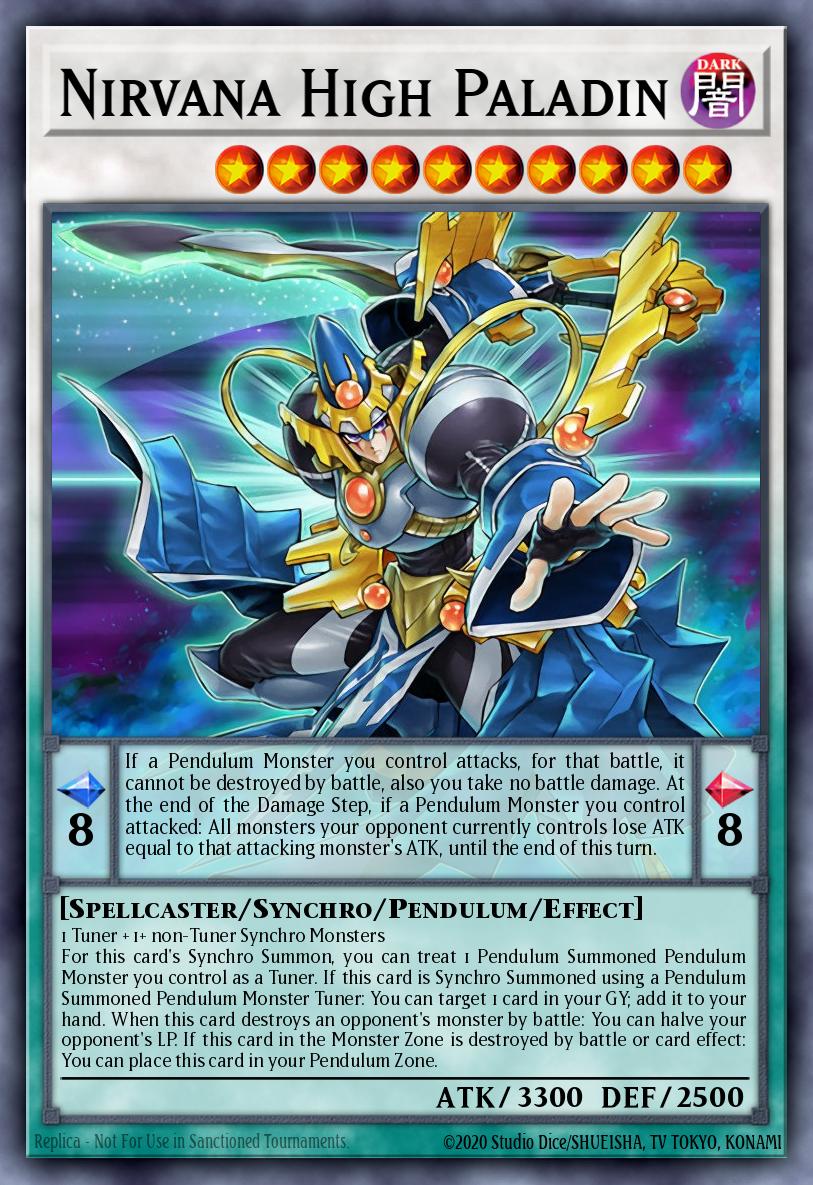 Nirvana High Paladin
DARK
闇
If a Pendulum Monster you control attacks, for that battle, it
cannot be destroyed by battle, also you take no battle damage. At
the end of the Damage Step, if a Pendulum Monster you control
attacked: All monsters your opponent currently controls lose ATK
equal to that attacking monster's ATK, until the end of this turn.
8
8
[Spellcaster/Synchro/Pendulum/Effect]
1 Tuner + 1+ non-Tuner Synchro Monsters
For this card's Synchro Summon, you can treat 1 Pendulum Summoned Pendulum
Monster you control as a Tuner. If this card is Synchro Summoned using a Pendulum
Summoned Pendulum Monster Tuner: You can target 1 card in your GY; add it to your
hand. When this card destroys an opponent's monster by battle: You can halve your
opponent's LP. If this card in the Monster Zone is destroyed by battle or card effect:
You can place this card in your Pendulum Zone.
ATK/3300 DEF/2500
Replica - Not For Use in Sanctioned Tournaments.
©2020 Studio Dice/SHUEISHA, TV TOKYO, KONAMI